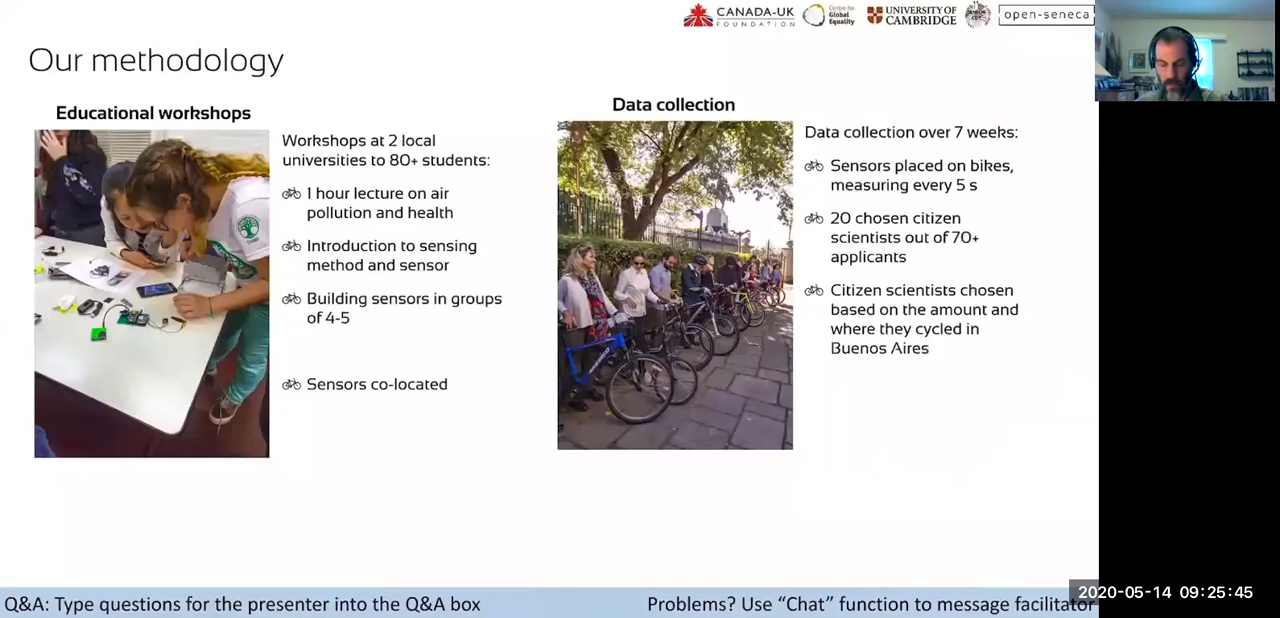 CANADA-UK
FOUNDATION
Centre for
Global
Equality
UNIVERSITY OF
CAMBRIDGE
open-seneca
Our methodology
Educational workshops
Workshops at 2 local
universities to 80+ students:
1 hour lecture on air
pollution and health
Introduction to sensing
method and sensor
Building sensors in groups
of 4-5
Sensors co-located
Data collection
Data collection over 7 weeks:
Sensors placed on bikes,
measuring every 5 s
20 chosen citizen
scientists out of 70+
applicants
Citizen scientists chosen
based on the amount and
where they cycled in
Buenos Aires
Q&A: Type questions for the presenter into the Q&A box
Problems? Use “Chat” function to message facilitator
2020-05-14 09:25:45